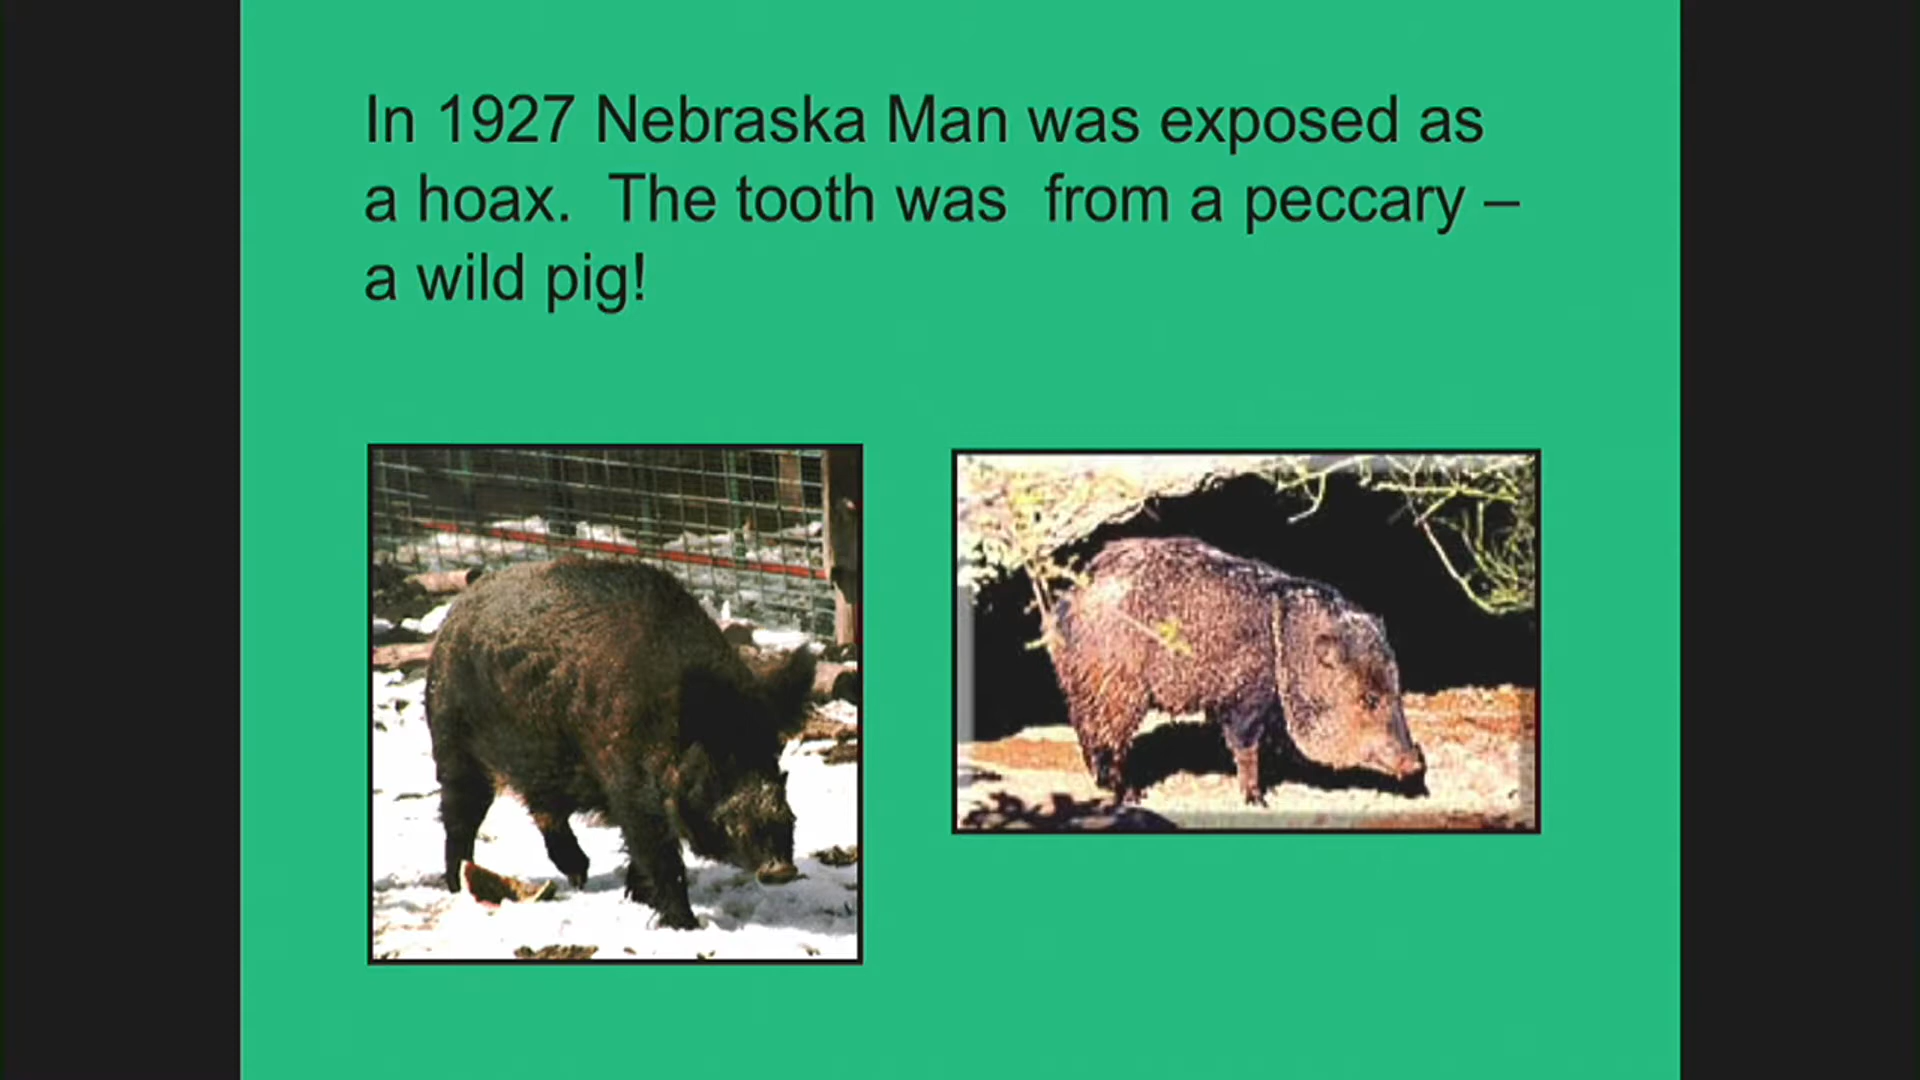 In 1927 Nebraska Man was exposed as
a hoax.  The tooth was  from a peccary –
a wild pig!